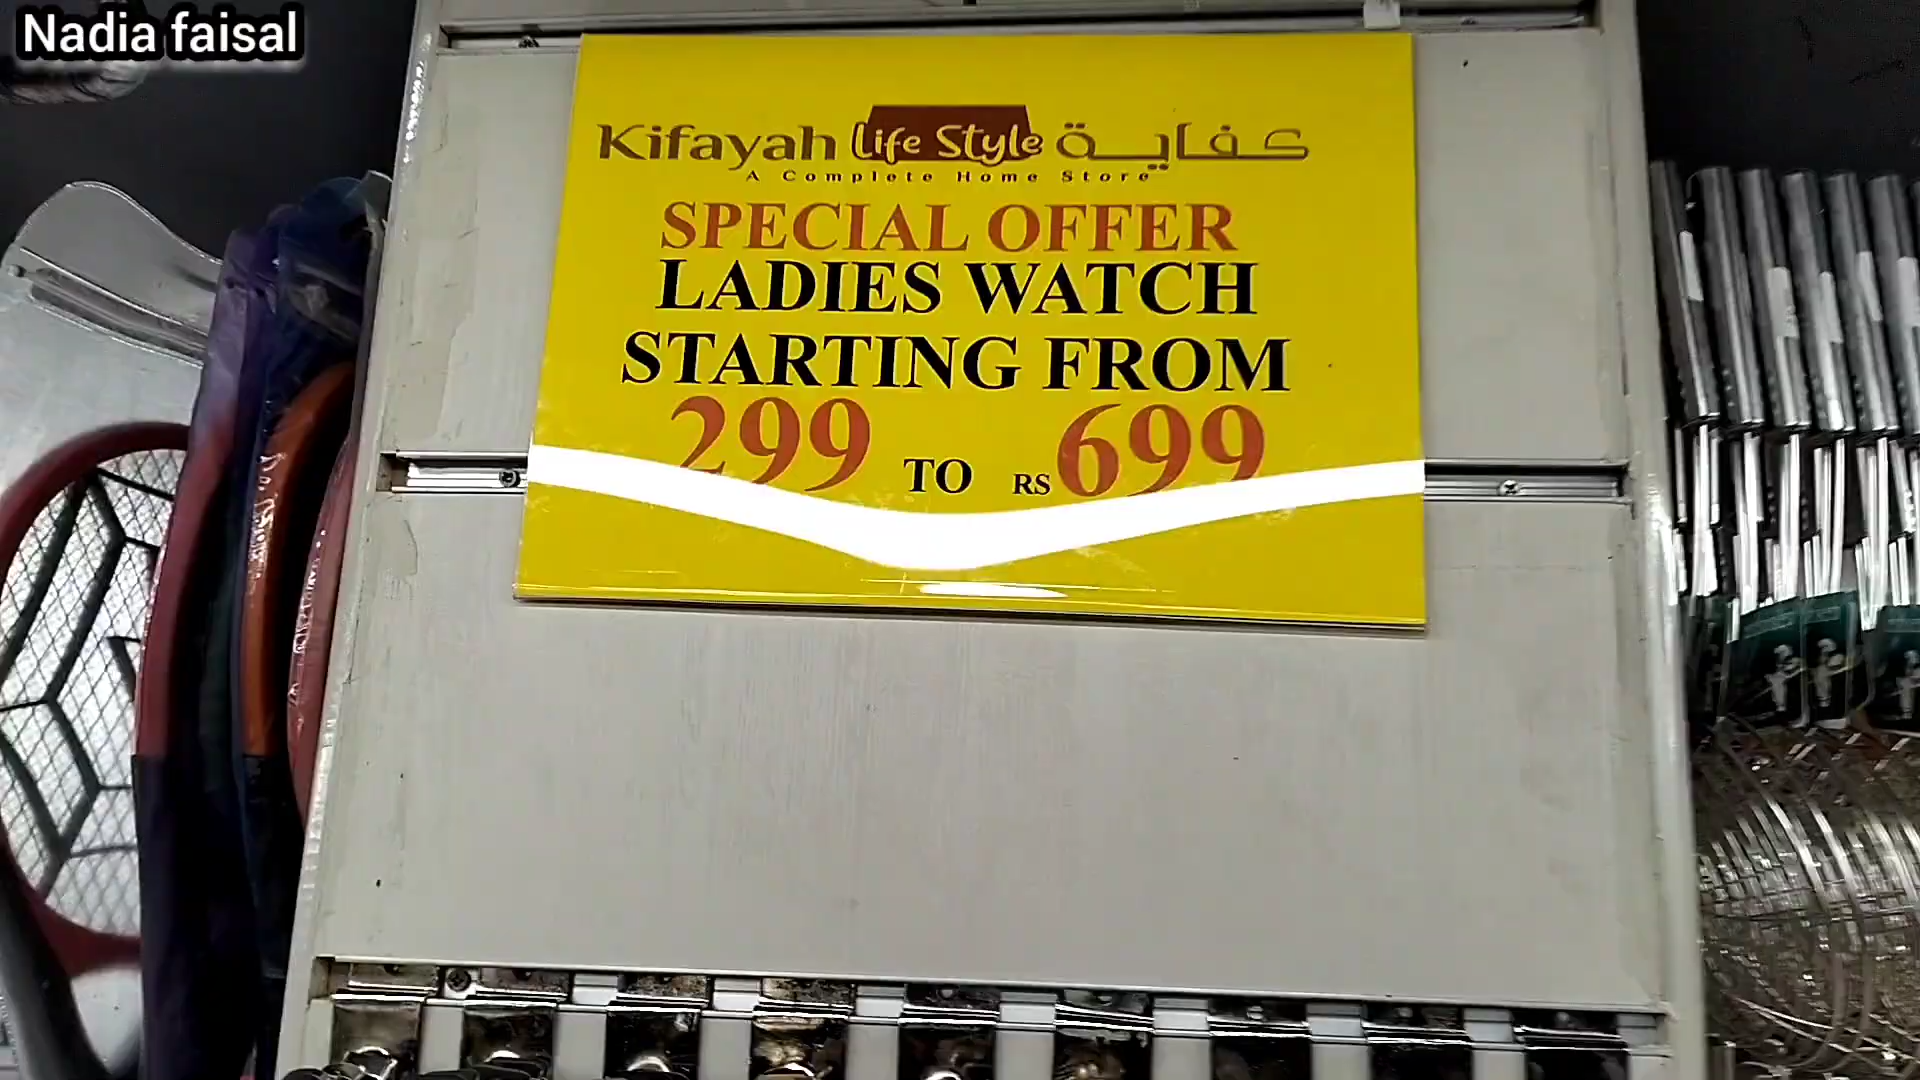 Nadia faisal
Kifayah Life Style كفاية
A Complete Home Store
SPECIAL OFFER
LADIES WATCH
STARTING FROM
299 TO RS 699